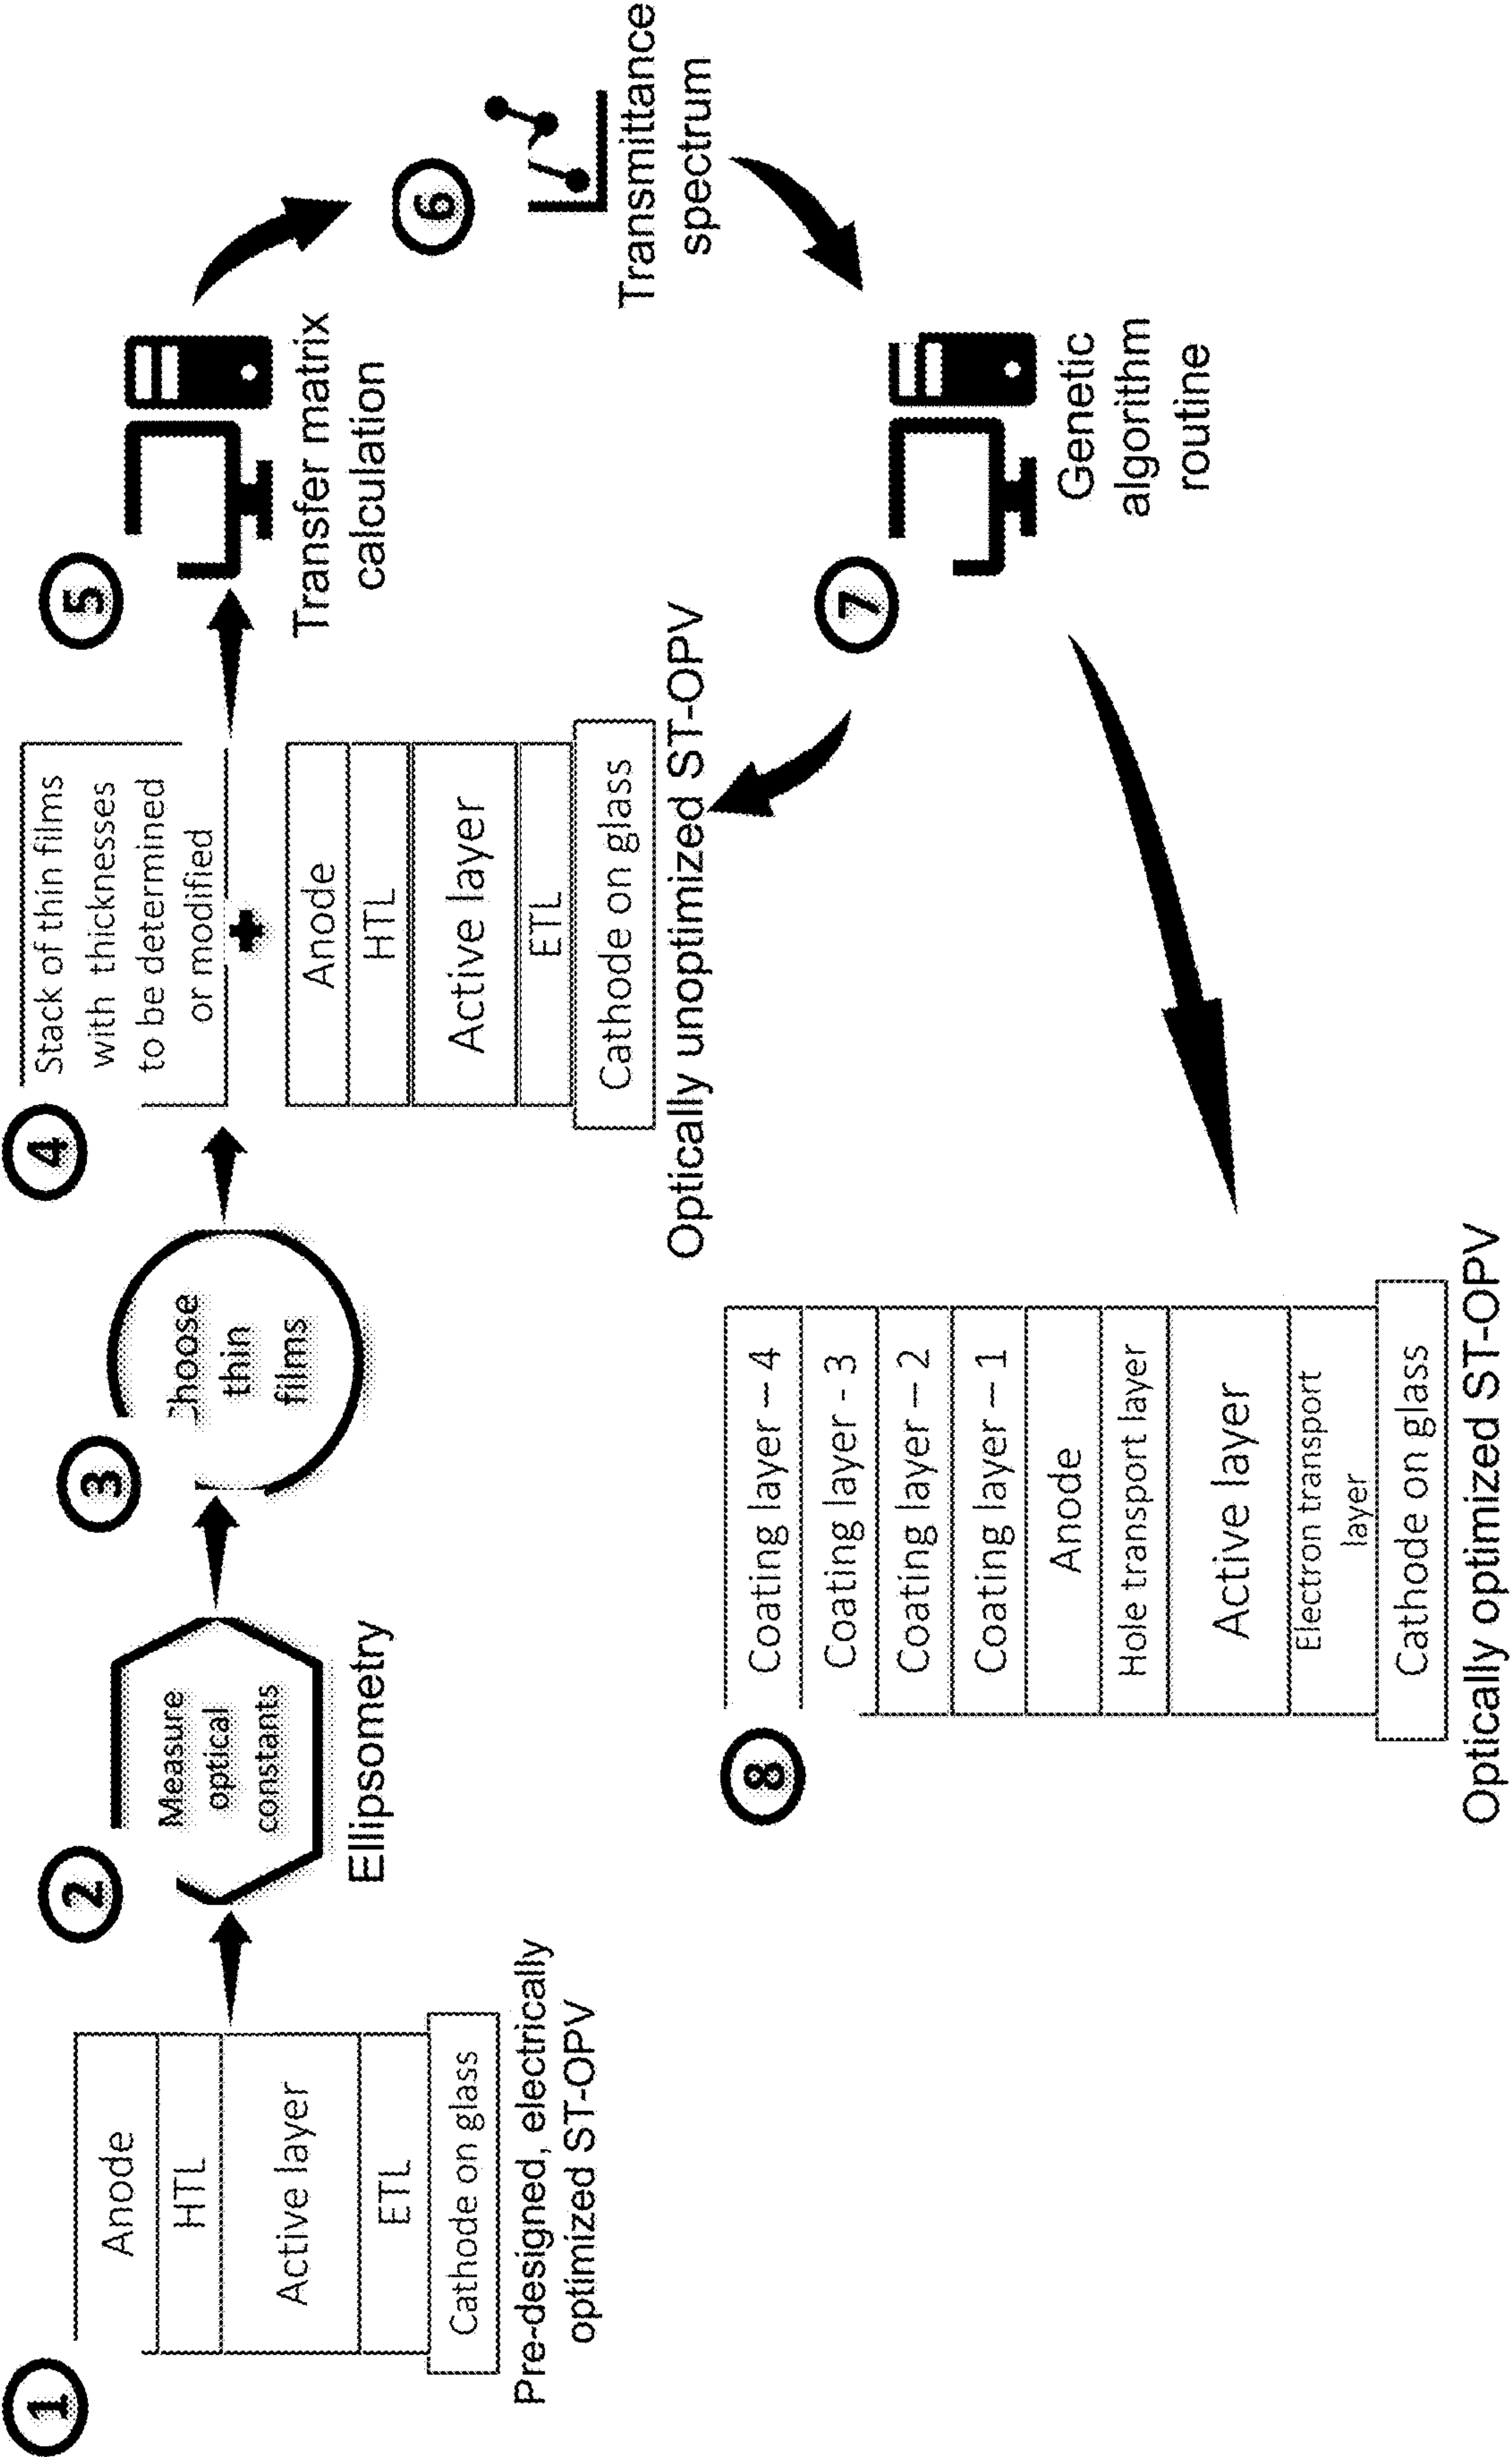 1
Anode
HTL
Active layer
ETL
Cathode on glass
Pre-designed, electrically
optimized ST-OPV
2
Measure
optical
constants
Ellipsometry
3
Choose
thin
films
4
Stack of thin films
with thicknesses
to be determined
or modified
+
Anode
HTL
Active layer
ETL
Cathode on glass
Optically unoptimized ST-OPV
5
Transfer matrix
calculation
6
Transmittance
spectrum
7
Genetic
algorithm
routine
8
Coating layer – 4
Coating layer - 3
Coating layer – 2
Coating layer – 1
Anode
Hole transport layer
Active layer
Electron transport
layer
Cathode on glass
Optically optimized ST-OPV